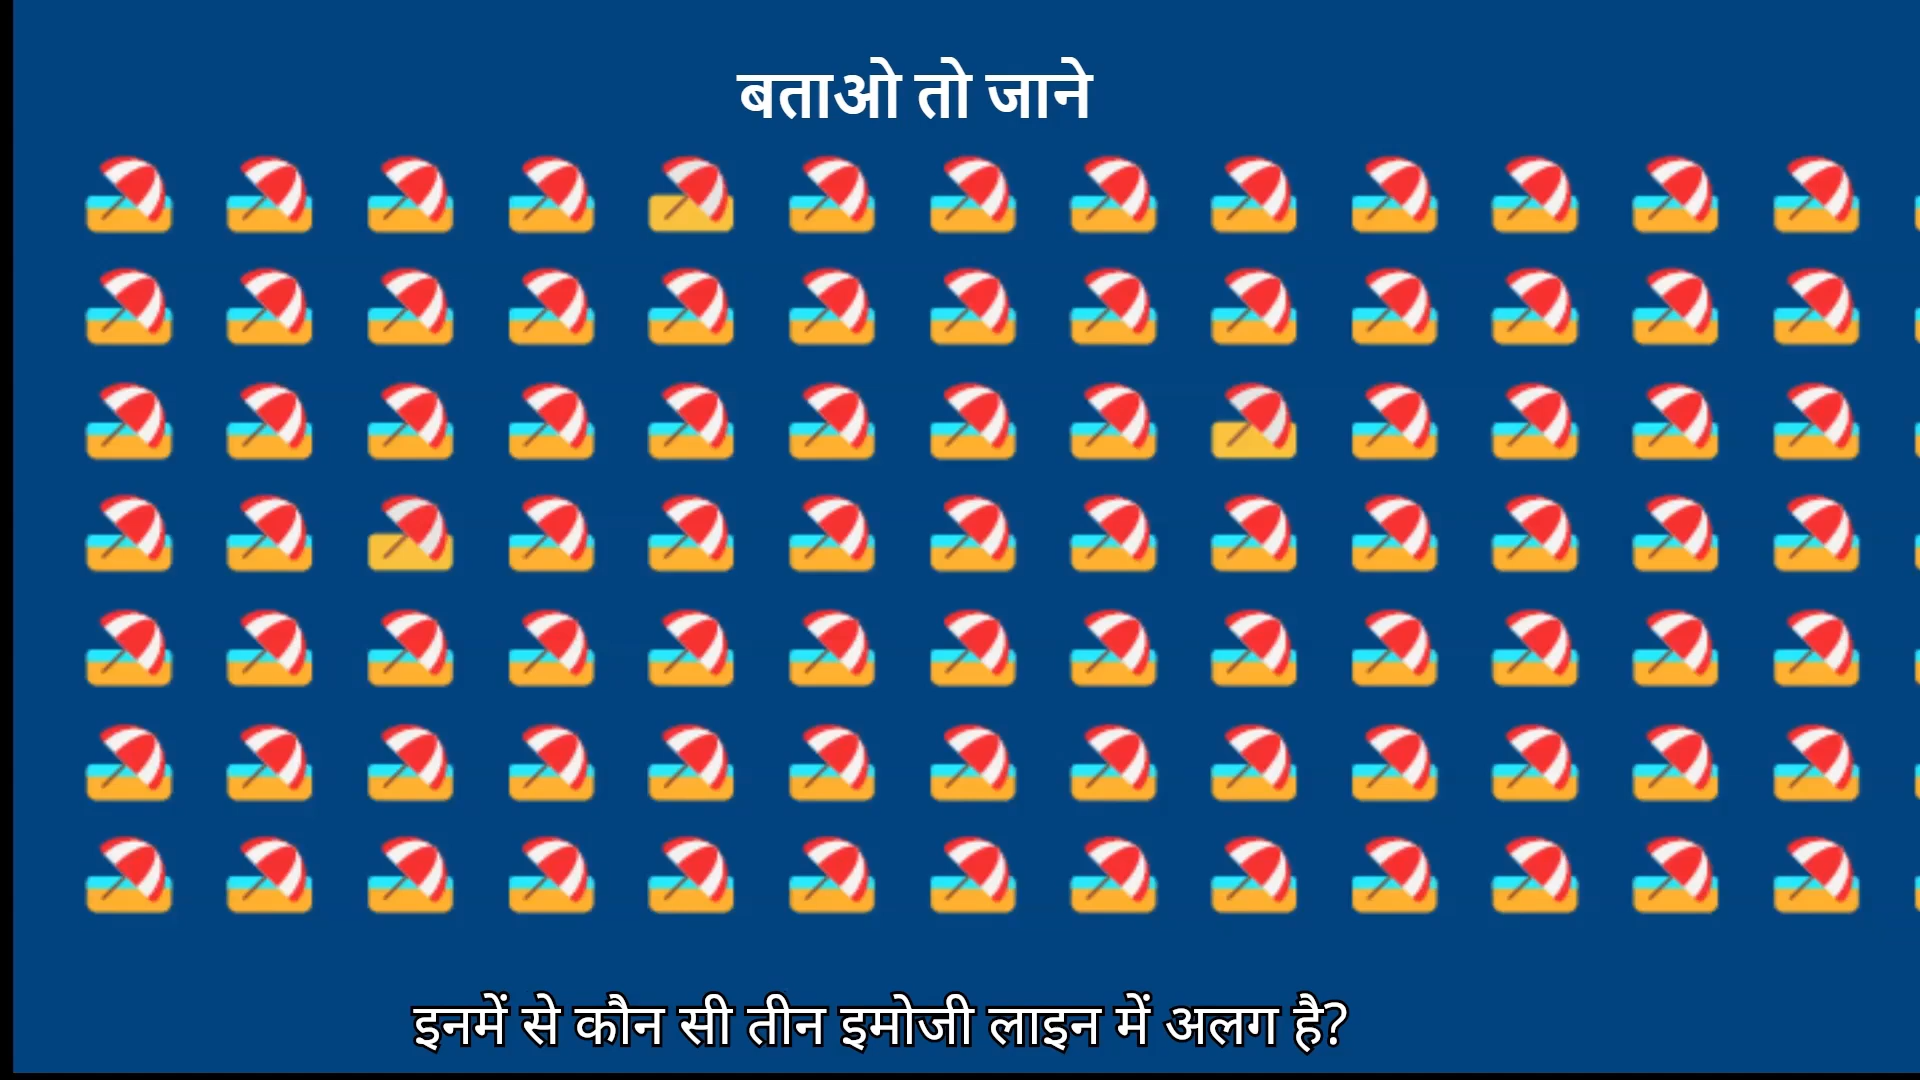 बताओ तो जाने
इनमें से कौन सी तीन इमोजी लाइन में अलग है?